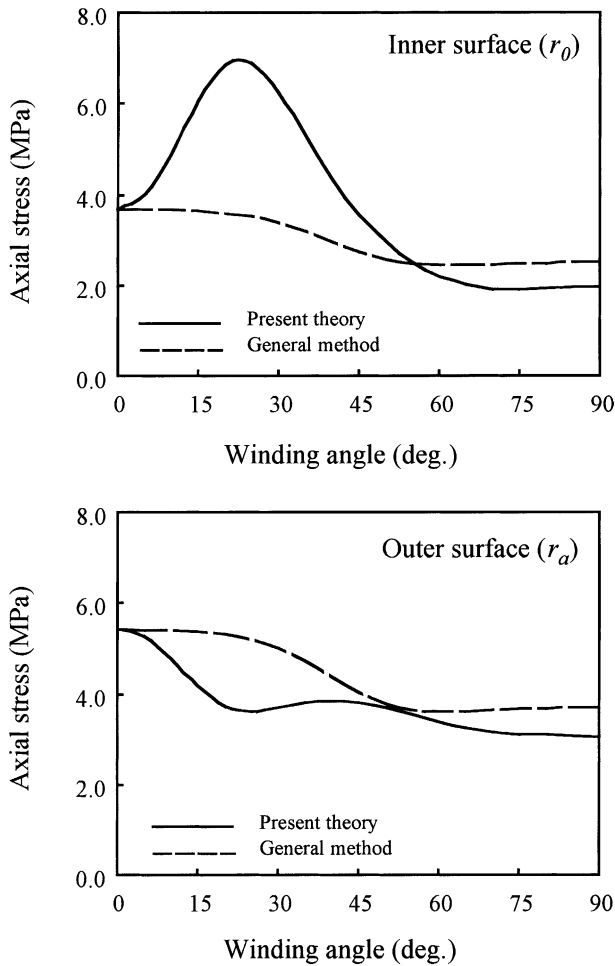 8.0
Inner surface (r0)
6.0
Axial stress (MPa)
4.0
2.0
Present theory
General method
0.0
0 15 30 45 60 75 90
Winding angle (deg.)
8.0
Outer surface (ra)
6.0
Axial stress (MPa)
4.0
2.0
Present theory
General method
0.0
0 15 30 45 60 75 90
Winding angle (deg.)